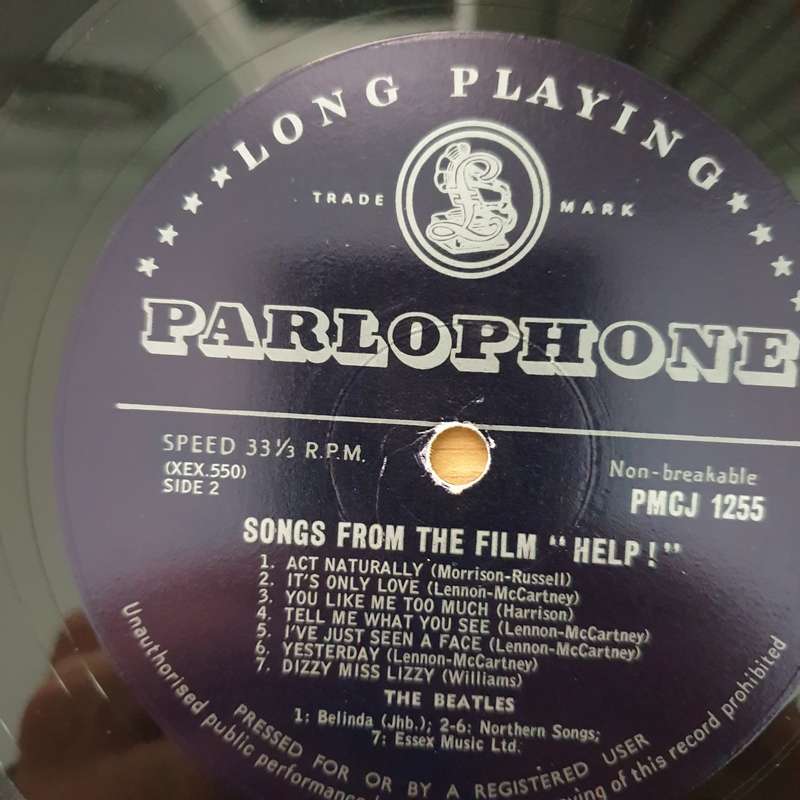 LONG PLAYING
TRADE MARK
PARLOPHONE
SPEED 33⅓ R.P.M.
(XEX.550)
SIDE 2
Non-breakable
PMCJ 1255
SONGS FROM THE FILM "HELP!"
1. ACT NATURALLY (Morrison-Russell)
2. IT'S ONLY LOVE (Lennon-McCartney)
3. YOU LIKE ME TOO MUCH (Harrison)
4. TELL ME WHAT YOU SEE (Lennon-McCartney)
5. I'VE JUST SEEN A FACE (Lennon-McCartney)
6. YESTERDAY (Lennon-McCartney)
7. DIZZY MISS LIZZY (Williams)
THE BEATLES
1: Belinda (Jhb.); 2-6: Northern Songs;
7: Essex Music Ltd.
PRESSED FOR OR BY A REGISTERED USER
Unauthorised public performance of this record prohibited